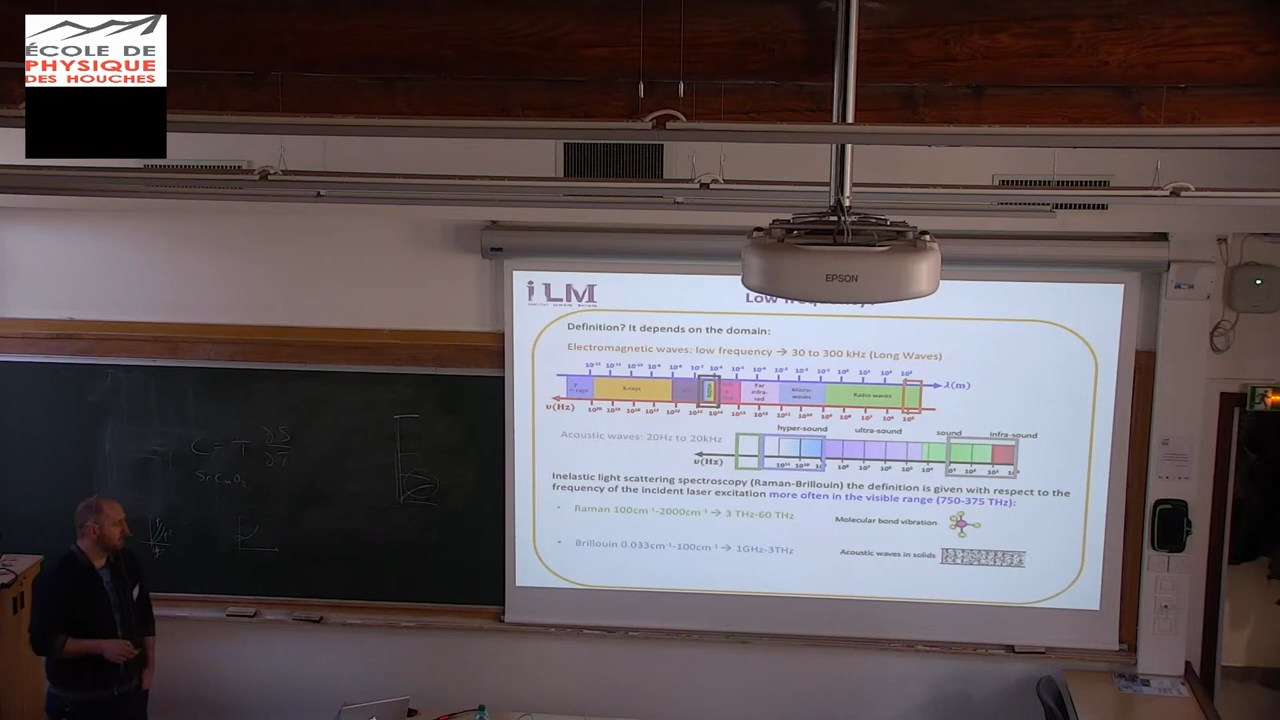 ÉCOLE DE
PHYSIQUE
DES HOUCHES
EPSON
iLM
Low frequency?
Definition? It depends on the domain:
Electromagnetic waves: low frequency → 30 to 300 kHz (Long Waves)
λ(m)
X-rays
Far infra-red
Micro-waves
Radio waves
ν(Hz)
hyper-sound
ultra-sound
sound
infra-sound
Acoustic waves: 20Hz to 20kHz
ν(Hz)
Inelastic light scattering spectroscopy (Raman-Brillouin) the definition is given with respect to the
frequency of the incident laser excitation more often in the visible range (750-375 THz):
• Raman 100cm⁻¹-2000cm⁻¹ → 3 THz-60 THz
Molecular bond vibration
• Brillouin 0.033cm⁻¹-100cm⁻¹ → 1GHz-3THz
Acoustic waves in solids
C = T ∂S/∂T
SrCuO₂